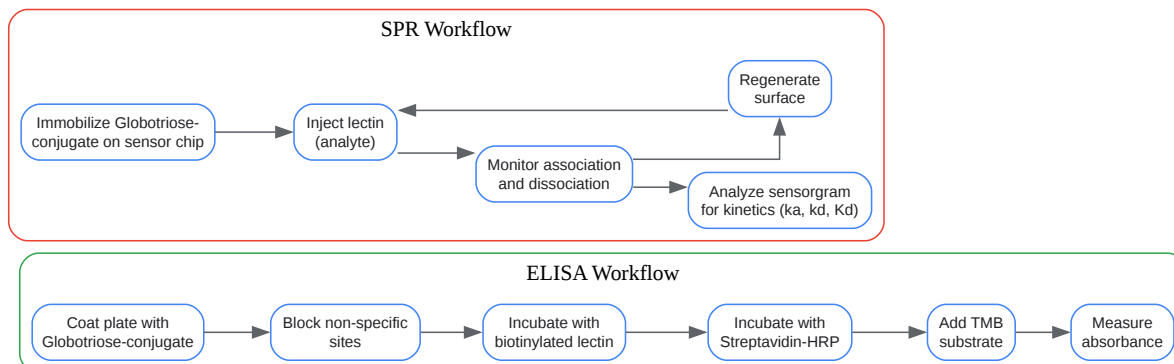 SPR Workflow
Immobilize Globotriose-
conjugate on sensor chip
Inject lectin
(analyte)
Monitor association
and dissociation
Regenerate
surface
Analyze sensorgram
for kinetics (ka, kd, Kd)
ELISA Workflow
Coat plate with
Globotriose-conjugate
Block non-specific
sites
Incubate with
biotinylated lectin
Incubate with
Streptavidin-HRP
Add TMB
substrate
Measure
absorbance